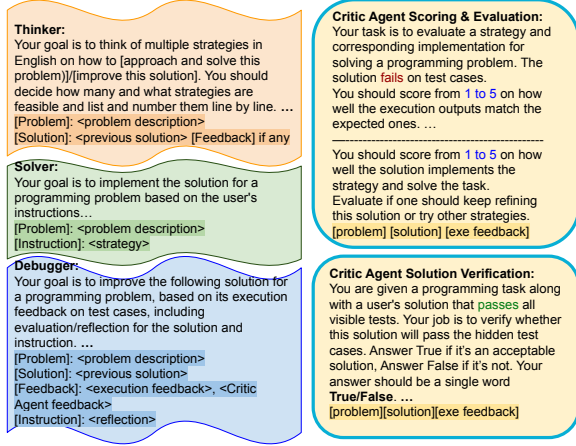 Thinker:
Your goal is to think of multiple strategies in
English on how to [approach and solve this
problem)]/[improve this solution]. You should
decide how many and what strategies are
feasible and list and number them line by line. ...
[Problem]: <problem description>
[Solution]: <previous solution> [Feedback] if any
Solver:
Your goal is to implement the solution for a
programming problem based on the user's
instructions...
[Problem]: <problem description>
[Instruction]: <strategy>
Debugger:
Your goal is to improve the following solution for
a programming problem, based on its execution
feedback on test cases, including
evaluation/reflection for the solution and
instruction. ...
[Problem]: <problem description>
[Solution]: <previous solution>
[Feedback]: <execution feedback>, <Critic
Agent feedback>
[Instruction]: <reflection>
Critic Agent Scoring & Evaluation:
Your task is to evaluate a strategy and
corresponding implementation for
solving a programming problem. The
solution fails on test cases.
You should score from 1 to 5 on how
well the execution outputs match the
expected ones. ...
You should score from 1 to 5 on how
well the solution implements the
strategy and solve the task.
Evaluate if one should keep refining
this solution or try other strategies.
[problem] [solution] [exe feedback]
Critic Agent Solution Verification:
You are given a programming task along
with a user's solution that passes all
visible tests. Your job is to verify whether
this solution will pass the hidden test
cases. Answer True if it's an acceptable
solution, Answer False if it's not. Your
answer should be a single word
True/False. ...
[problem][solution][exe feedback]